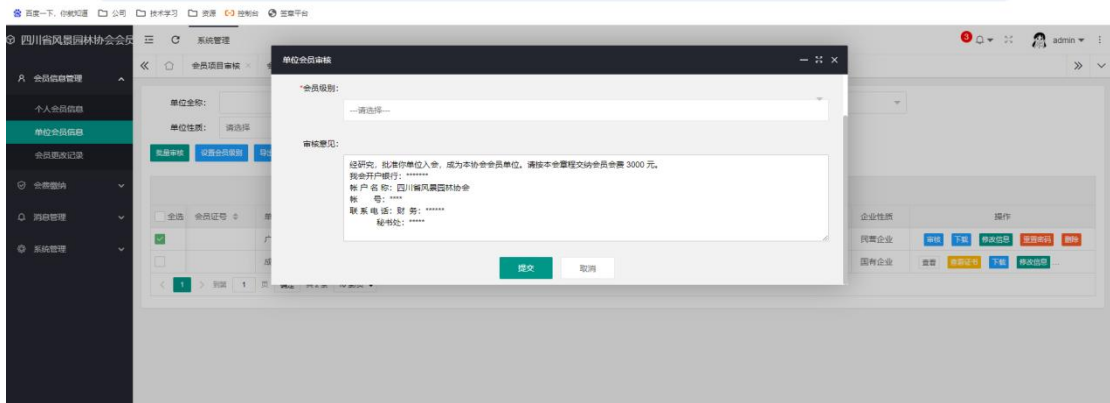 百度一下,你就知道 公司 技术学习 资源 控制台 签章平台
四川省风景园林协会会员 系统管理 3 admin
会员信息管理 会员项目审核 单位会员审核
个人会员信息 单位全称: *会员级别:
---请选择---
单位会员信息 单位性质: 请选择
会员更改记录 批量审核 设置会员级别 审核意见:
经研究,批准你单位入会,成为本协会会员单位。请按本会章程交纳会员会费 3000 元。
我会开户银行: *******
帐 户 名 称: 四川省风景园林协会
帐 号: ****
联 系 电 话: 财 务: ******
秘书处: *****
会费缴纳
消息管理 全选 会员证号 企业性质 操作
系统管理 民营企业 审核 下载 修改信息 重置密码 删除
国有企业 查看 下载 修改信息 ...
提交 取消
1 到第 1 页